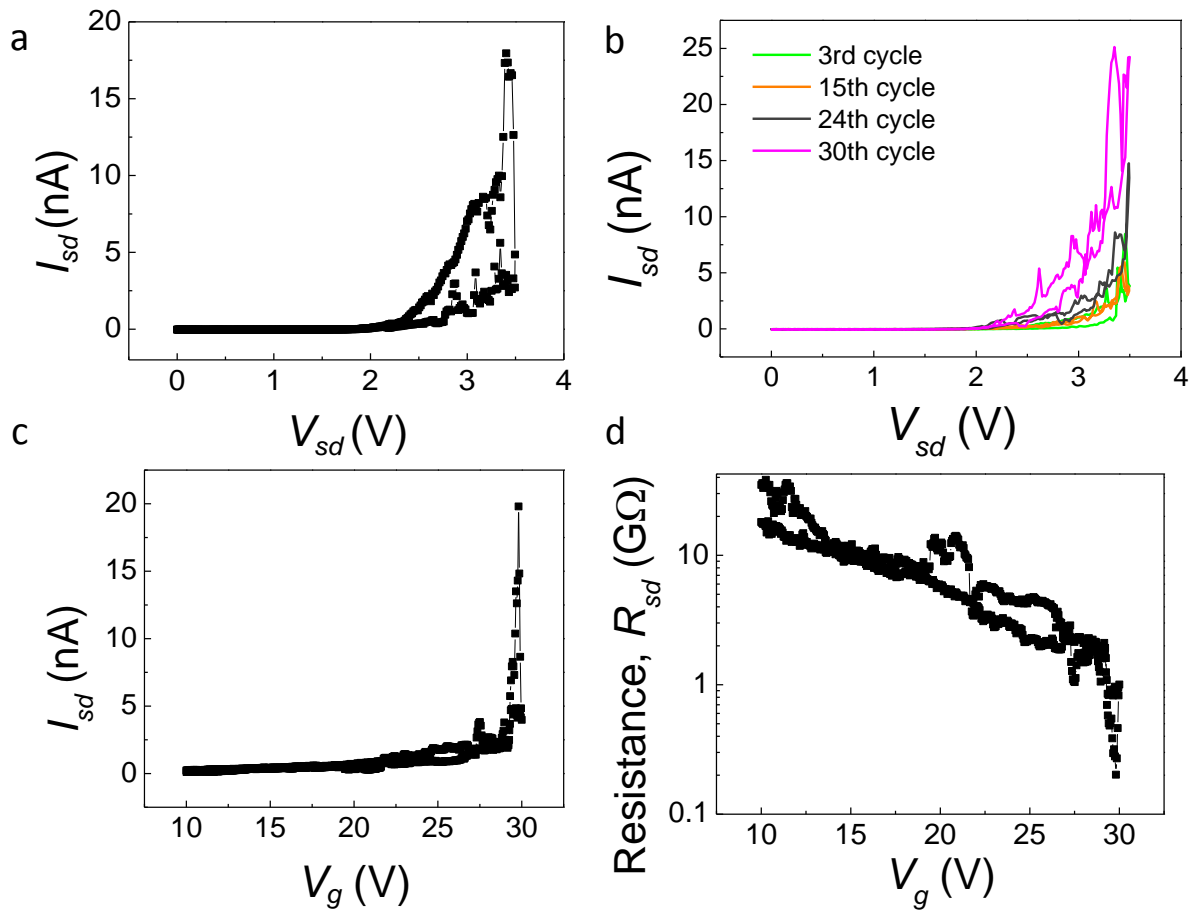 a
20
15
10
5
0
I_sd (nA)
0 1 2 3 4
V_sd (V)
b
3rd cycle
15th cycle
24th cycle
30th cycle
25
20
15
10
5
0
I_sd (nA)
0 1 2 3 4
V_sd (V)
c
20
15
10
5
0
I_sd (nA)
10 15 20 25 30
V_g (V)
d
10
1
0.1
Resistance, R_sd (GΩ)
10 15 20 25 30
V_g (V)